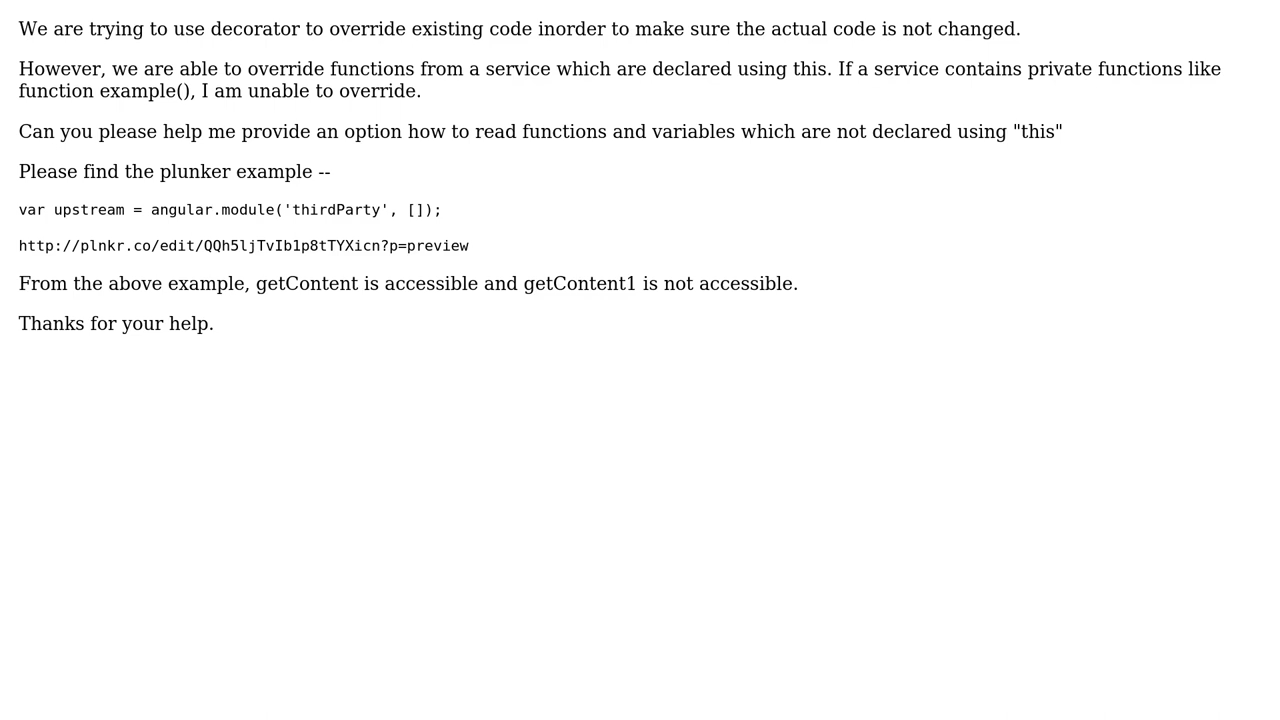 We are trying to use decorator to override existing code inorder to make sure the actual code is not changed.
However, we are able to override functions from a service which are declared using this. If a service contains private functions like
function example(), I am unable to override.
Can you please help me provide an option how to read functions and variables which are not declared using "this"
Please find the plunker example --
var upstream = angular.module('thirdParty', []);
http://plnkr.co/edit/QQh5ljTvIb1p8tTYXicn?p=preview
From the above example, getContent is accessible and getContent1 is not accessible.
Thanks for your help.